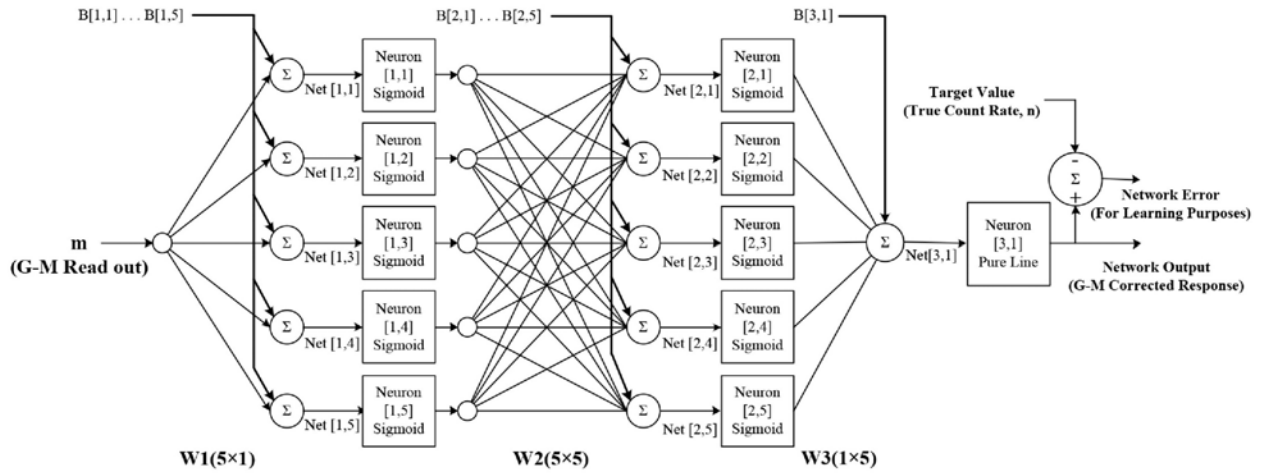 B[1,1] . . . B[1,5]
B[2,1] . . . B[2,5]
B[3,1]
Σ
Net [1,1]
Neuron
[1,1]
Sigmoid
Σ
Net [2,1]
Neuron
[2,1]
Sigmoid
Target Value
(True Count Rate, n)
Σ
Net [1,2]
Neuron
[1,2]
Sigmoid
Σ
Net [2,2]
Neuron
[2,2]
Sigmoid
-
Σ
+
Network Error
(For Learning Purposes)
m
(G-M Read out)
Σ
Net [1,3]
Neuron
[1,3]
Sigmoid
Σ
Net [2,3]
Neuron
[2,3]
Sigmoid
Σ
Net[3,1]
Neuron
[3,1]
Pure Line
Network Output
(G-M Corrected Response)
Σ
Net [1,4]
Neuron
[1,4]
Sigmoid
Σ
Net [2,4]
Neuron
[2,4]
Sigmoid
Σ
Net [1,5]
Neuron
[1,5]
Sigmoid
Σ
Net [2,5]
Neuron
[2,5]
Sigmoid
W1(5×1)
W2(5×5)
W3(1×5)